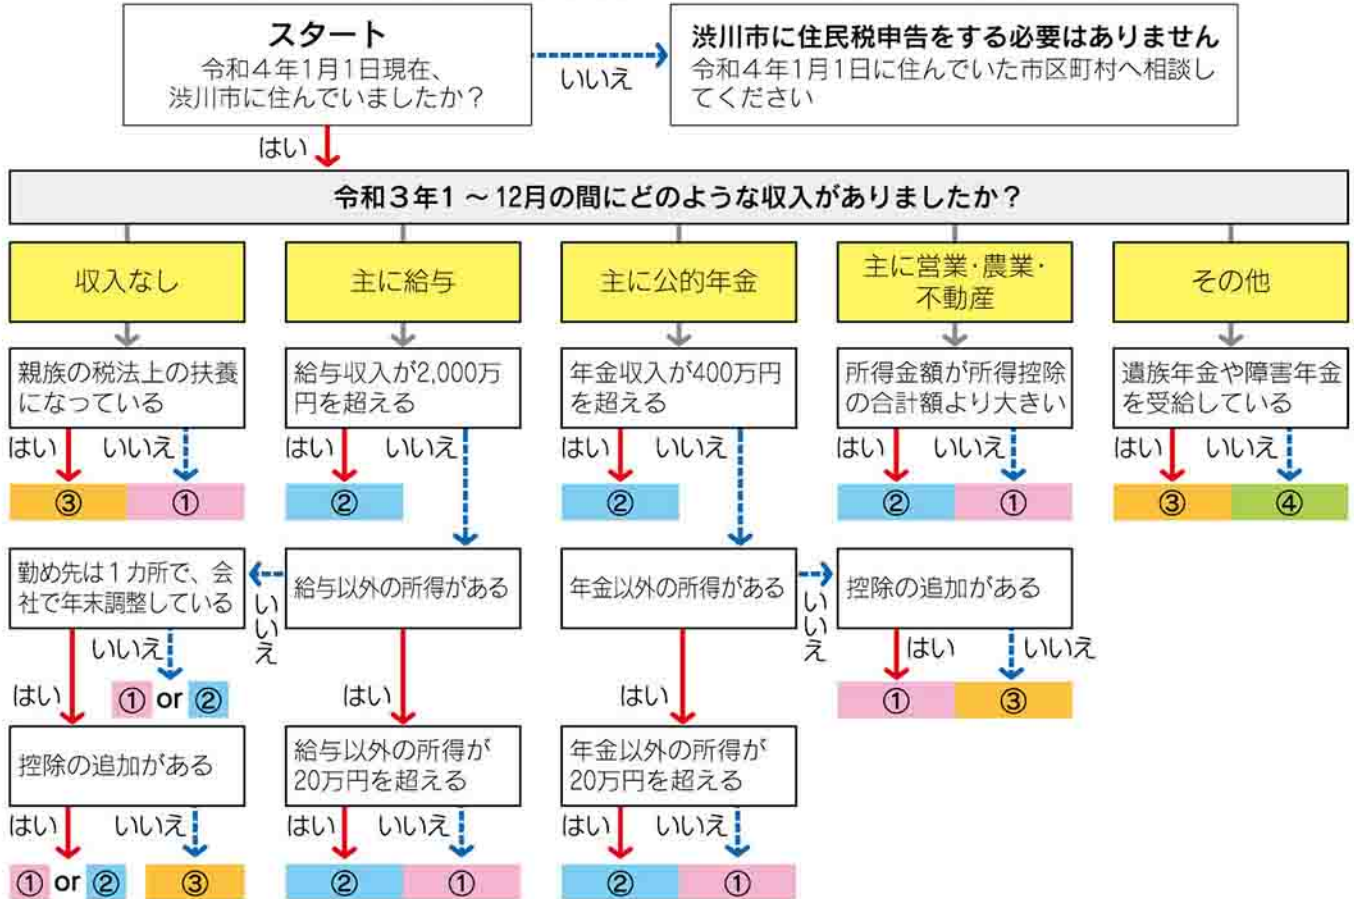 スタート
令和４年1月1日現在、
渋川市に住んでいましたか？
いいえ
渋川市に住民税申告をする必要はありません
令和４年1月1日に住んでいた市区町村へ相談し
てください
はい
令和３年1 ～ 12月の間にどのような収入がありましたか？
収入なし
主に給与
主に公的年金
主に営業・農業・
不動産
その他
親族の税法上の扶養
になっている
給与収入が2,000万
円を超える
年金収入が400万円
を超える
所得金額が所得控除
の合計額より大きい
遺族年金や障害年金
を受給している
はい いいえ
はい いいえ
はい いいえ
はい いいえ
はい いいえ
③ ①
②
②
② ①
③ ④
勤め先は１カ所で、会
社で年末調整している
いいえ
給与以外の所得がある
年金以外の所得がある
いいえ
控除の追加がある
はい いいえ
① or ②
はい
はい
はい いいえ
① ③
控除の追加がある
給与以外の所得が
20万円を超える
年金以外の所得が
20万円を超える
はい いいえ
はい いいえ
はい いいえ
① or ② ③
② ①
② ①